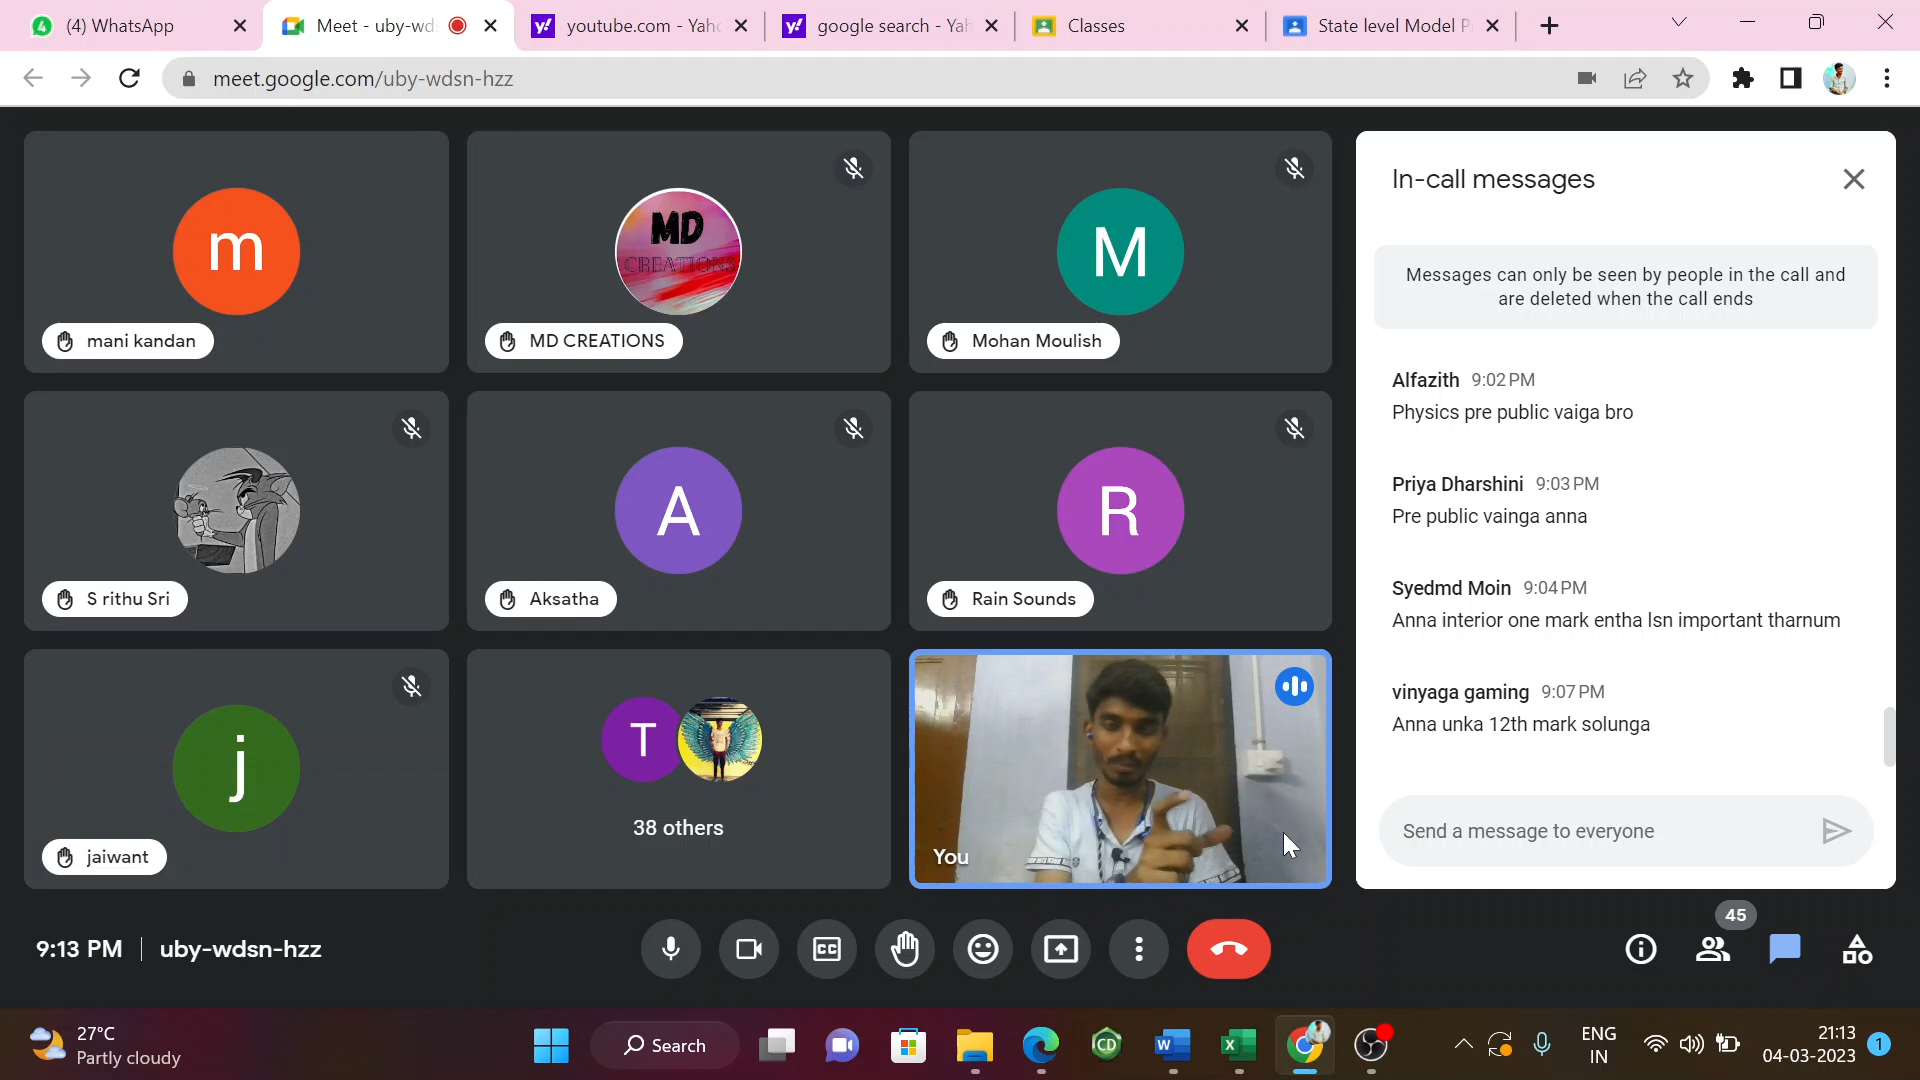 (4) WhatsApp
Meet - uby-wds
youtube.com - Yaho
google search - Yah
Classes
State level Model P
meet.google.com/uby-wdsn-hzz
m
mani kandan
MD
CREATIONS
MD CREATIONS
M
Mohan Moulish
S rithu Sri
A
Aksatha
R
Rain Sounds
j
jaiwant
T
38 others
You
In-call messages
Messages can only be seen by people in the call and
are deleted when the call ends
Alfazith 9:02 PM
Physics pre public vaiga bro
Priya Dharshini 9:03 PM
Pre public vainga anna
Syedmd Moin 9:04 PM
Anna interior one mark entha lsn important tharnum
vinyaga gaming 9:07 PM
Anna unka 12th mark solunga
Send a message to everyone
9:13 PM | uby-wdsn-hzz
CC
45
27°C
Partly cloudy
Search
CD
W
X
ENG
IN
21:13
04-03-2023
1